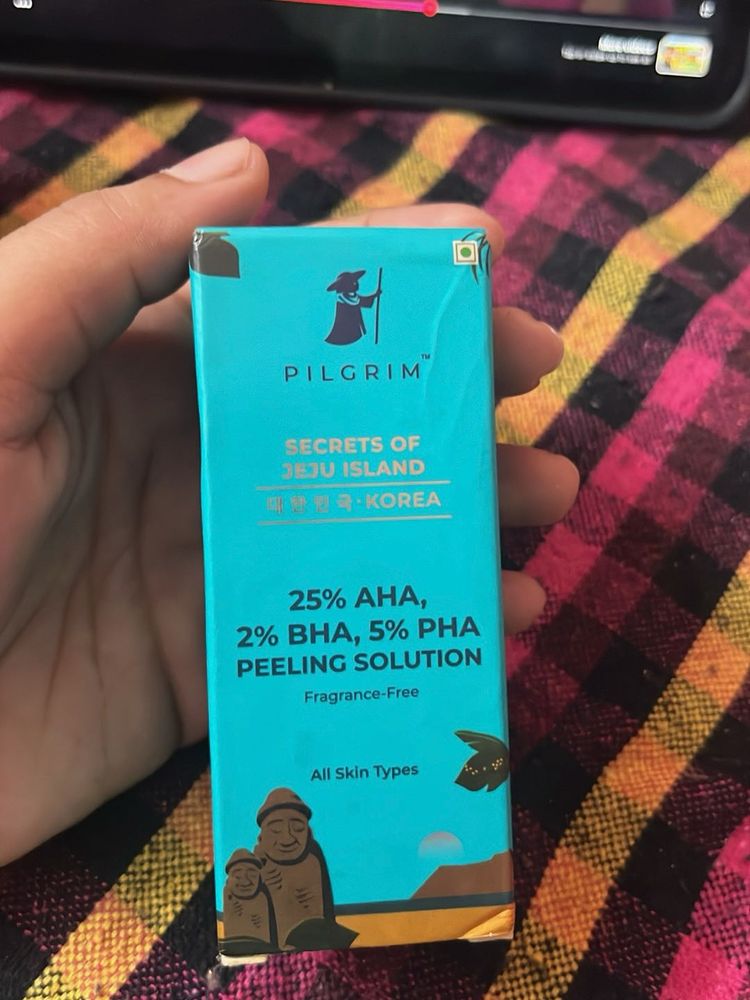 PILGRIM™
SECRETS OF
JEJU ISLAND
대한민국·KOREA
25% AHA,
2% BHA, 5% PHA
PEELING SOLUTION
Fragrance-Free
All Skin Types